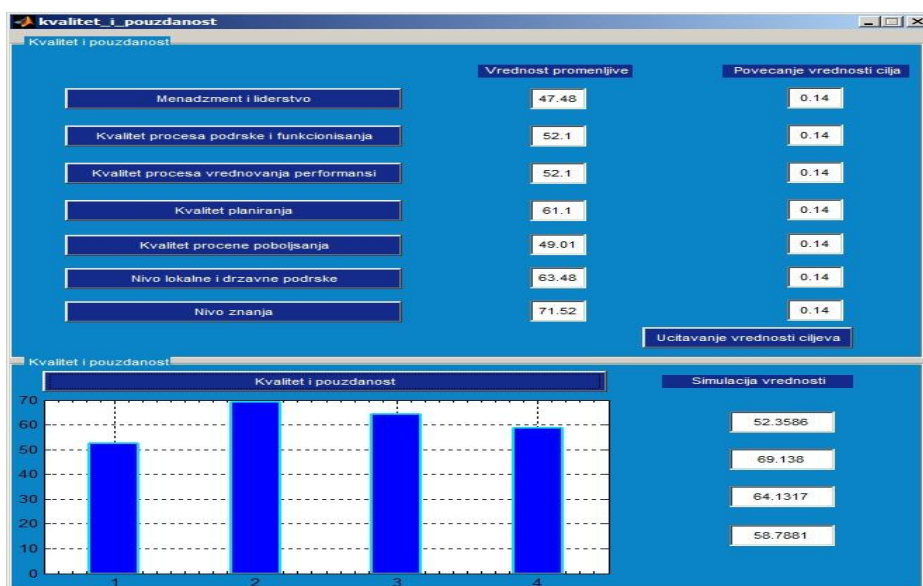 kvalitet_i_pouzdanost
Kvalitet i pouzdanost
Vrednost promenljive Povecanje vrednosti cilja
Menadzment i liderstvo 47.48 0.14
Kvalitet procesa podrske i funkcionisanja 52.1 0.14
Kvalitet procesa vrednovanja performansi 52.1 0.14
Kvalitet planiranja 61.1 0.14
Kvalitet procene poboljsanja 49.01 0.14
Nivo lokalne i drzavne podrske 63.48 0.14
Nivo znanja 71.52 0.14
Ucitavanje vrednosti ciljeva
Kvalitet i pouzdanost
Kvalitet i pouzdanost Simulacija vrednosti
70
60
50
40
30
20
10
0
1 2 3 4
52.3586
69.138
64.1317
58.7881